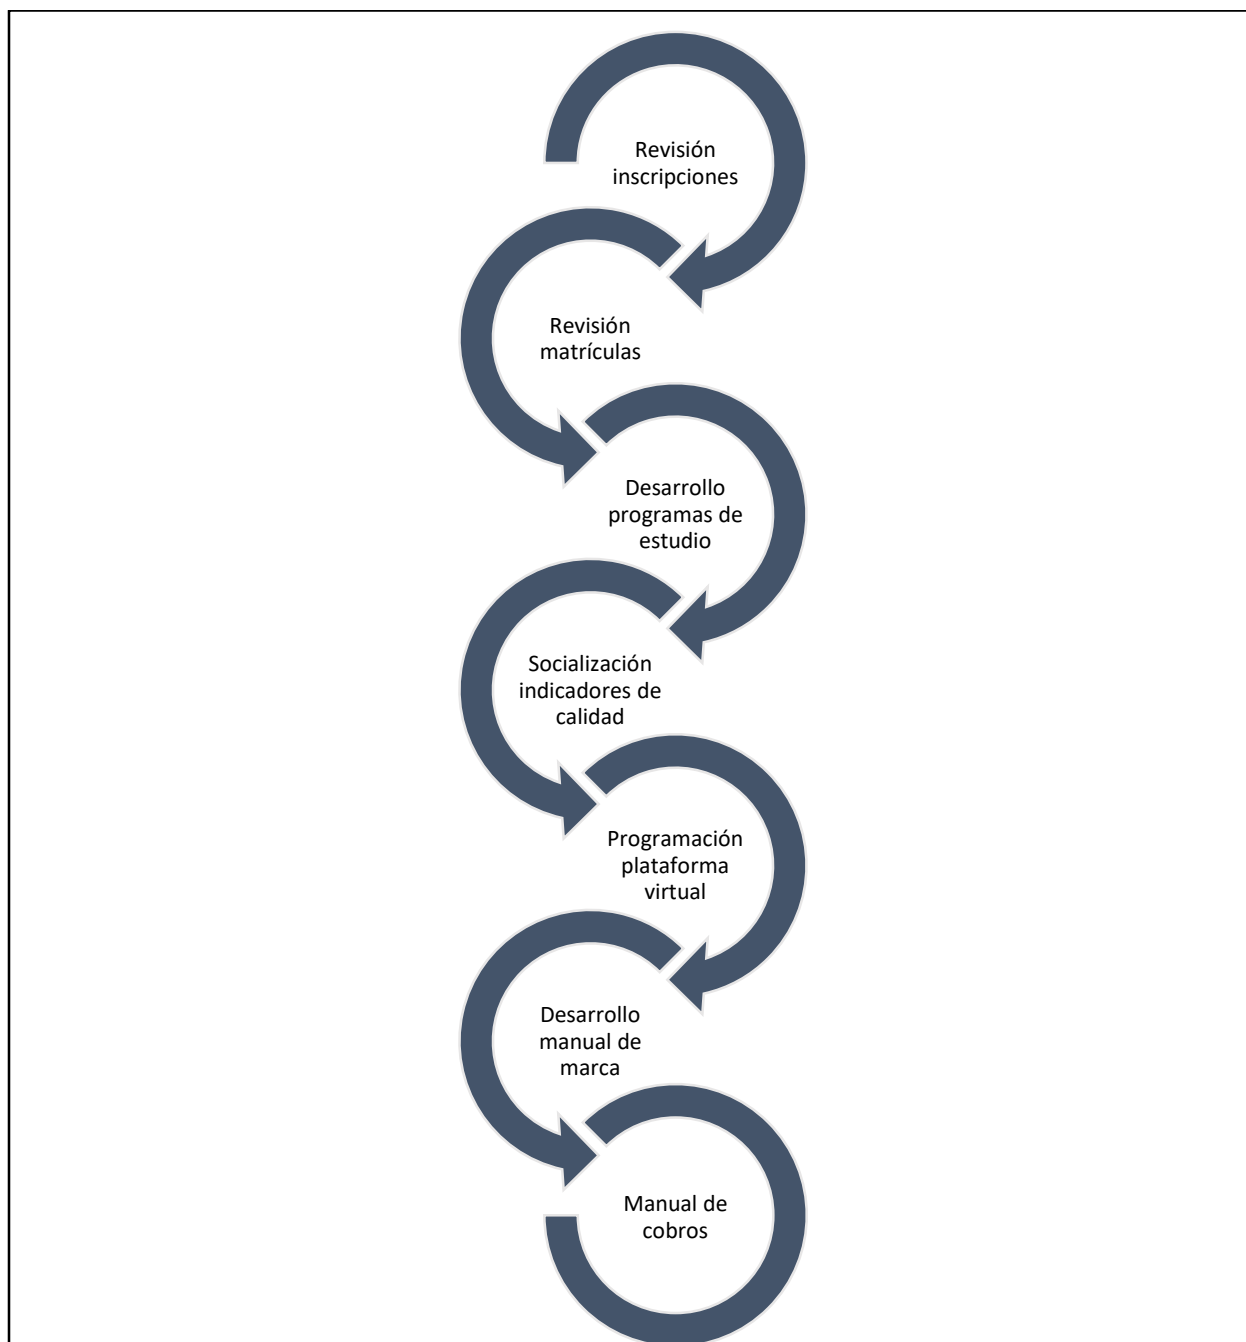 Revisión
inscripciones
Revisión
matrículas
Desarrollo
programas de
estudio
Socialización
indicadores de
calidad
Programación
plataforma
virtual
Desarrollo
manual de
marca
Manual de
cobros